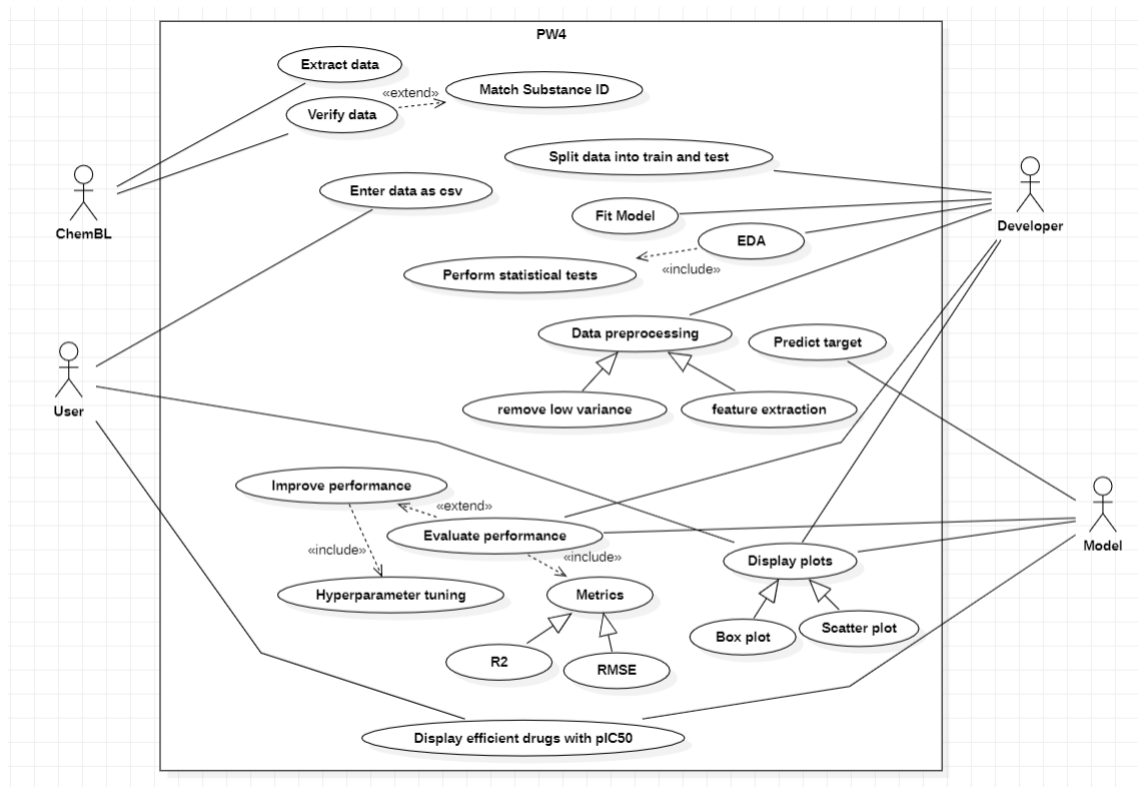 PW4
Extract data
«extend»
Match Substance ID
Verify data
Split data into train and test
Enter data as csv
ChemBL
Fit Model
Developer
EDA
Perform statistical tests
«include»
Data preprocessing
Predict target
User
remove low variance
feature extraction
Improve performance
«extend»
Evaluate performance
«include»
«include»
Model
Display plots
Hyperparameter tuning
Metrics
Box plot
Scatter plot
R2
RMSE
Display efficient drugs with pIC50